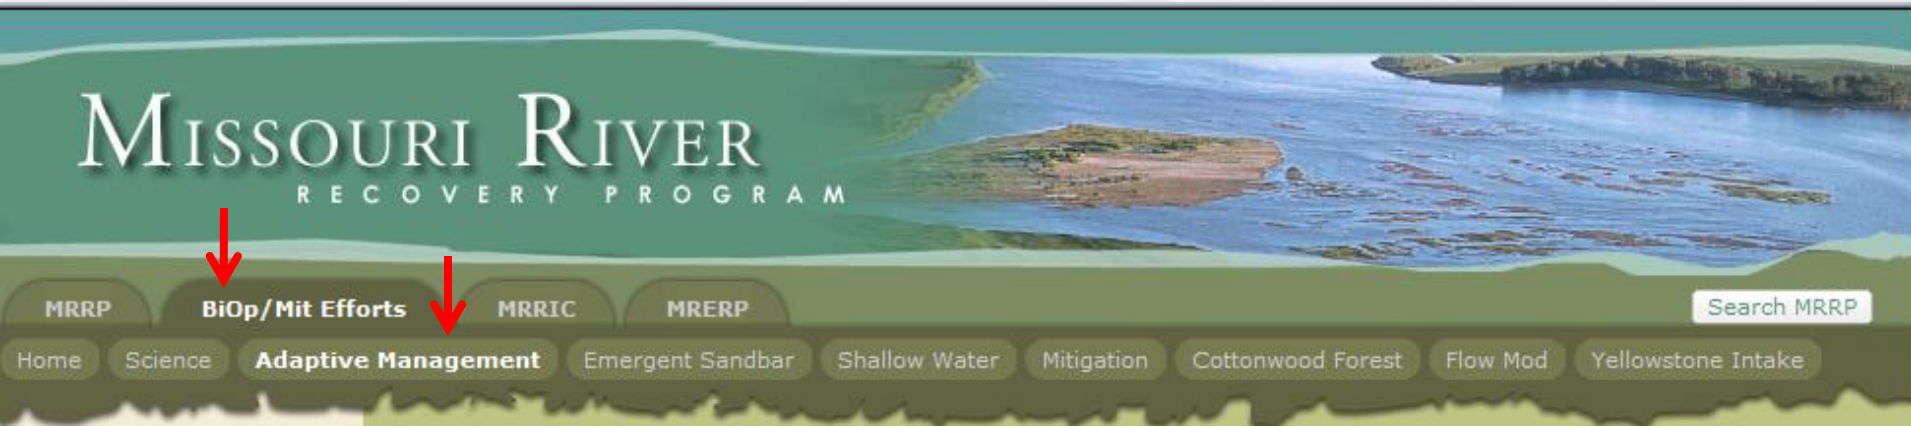 MISSOURI RIVER
RECOVERY PROGRAM
MRRP BiOp/Mit Efforts MRRIC MRERP Search MRRP
Home Science Adaptive Management Emergent Sandbar Shallow Water Mitigation Cottonwood Forest Flow Mod Yellowstone Intake